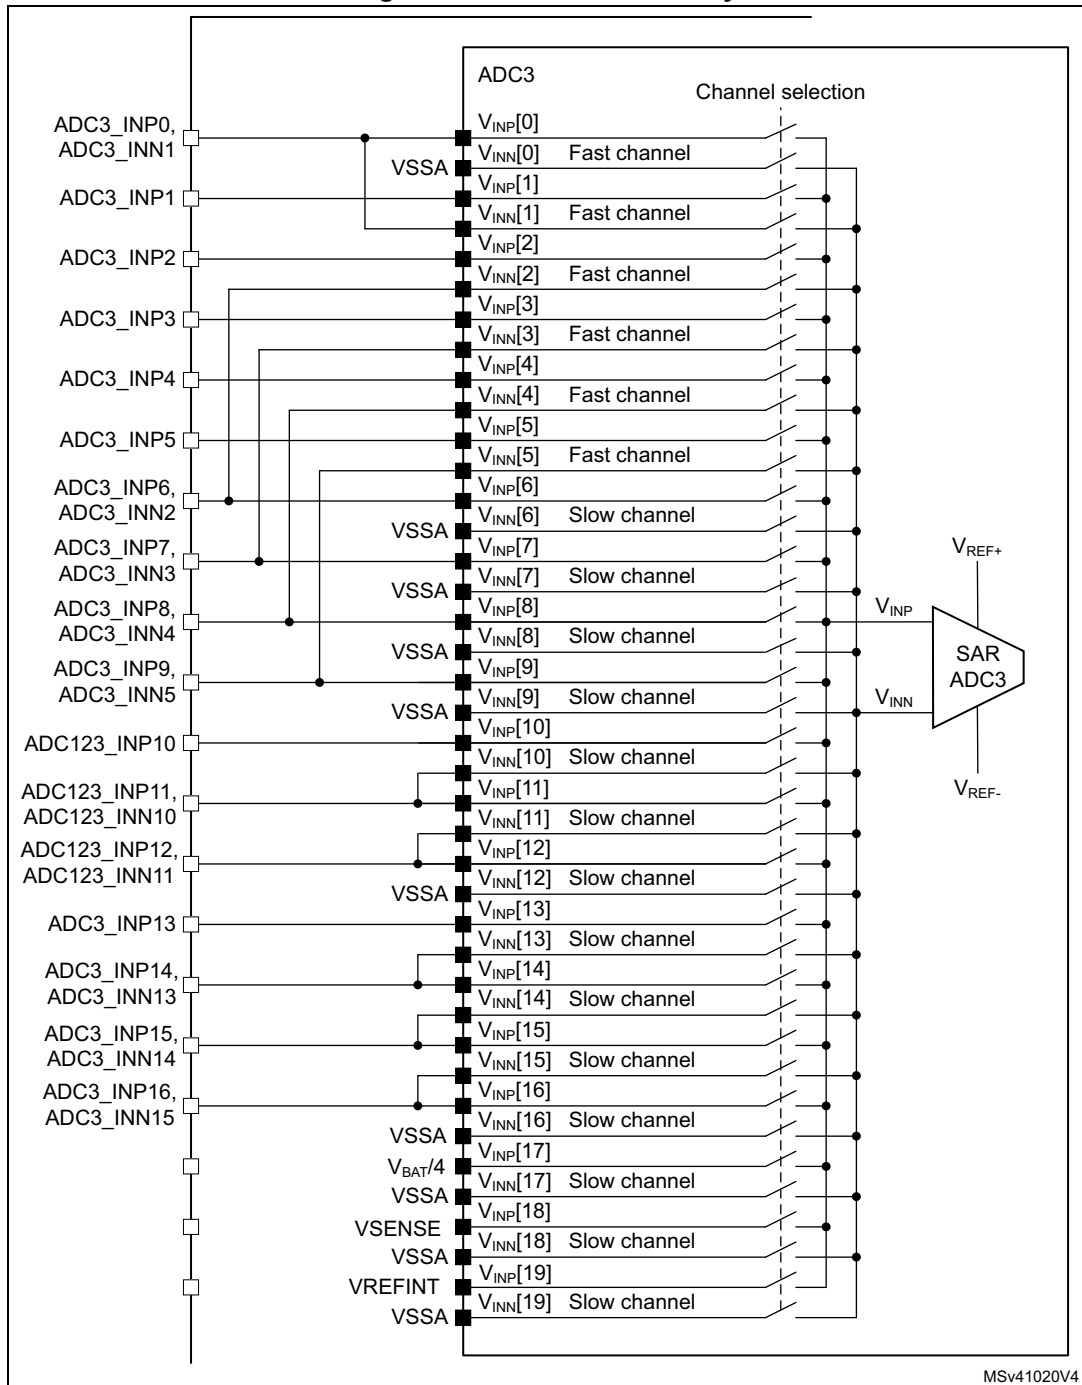 ADC3
Channel selection
ADC3_INP0,
ADC3_INN1
VINP[0]
VINN[0] Fast channel
VSSA
ADC3_INP1
VINP[1]
VINN[1] Fast channel
ADC3_INP2
VINP[2]
VINN[2] Fast channel
ADC3_INP3
VINP[3]
VINN[3] Fast channel
ADC3_INP4
VINP[4]
VINN[4] Fast channel
ADC3_INP5
VINP[5]
VINN[5] Fast channel
ADC3_INP6,
ADC3_INN2
VINP[6]
VINN[6] Slow channel
VSSA
ADC3_INP7,
ADC3_INN3
VINP[7]
VINN[7] Slow channel
VSSA
ADC3_INP8,
ADC3_INN4
VINP[8]
VINN[8] Slow channel
VSSA
ADC3_INP9,
ADC3_INN5
VINP[9]
VINN[9] Slow channel
VSSA
ADC123_INP10
VINP[10]
VINN[10] Slow channel
ADC123_INP11,
ADC123_INN10
VINP[11]
VINN[11] Slow channel
ADC123_INP12,
ADC123_INN11
VINP[12]
VINN[12] Slow channel
VSSA
ADC3_INP13
VINP[13]
VINN[13] Slow channel
ADC3_INP14,
ADC3_INN13
VINP[14]
VINN[14] Slow channel
ADC3_INP15,
ADC3_INN14
VINP[15]
VINN[15] Slow channel
ADC3_INP16,
ADC3_INN15
VINP[16]
VINN[16] Slow channel
VSSA
VBAT/4
VINP[17]
VINN[17] Slow channel
VSSA
VSENSE
VINP[18]
VINN[18] Slow channel
VSSA
VREFINT
VINP[19]
VINN[19] Slow channel
VSSA
VREF+
VINP
SAR
ADC3
VINN
VREF-
MSv41020V4